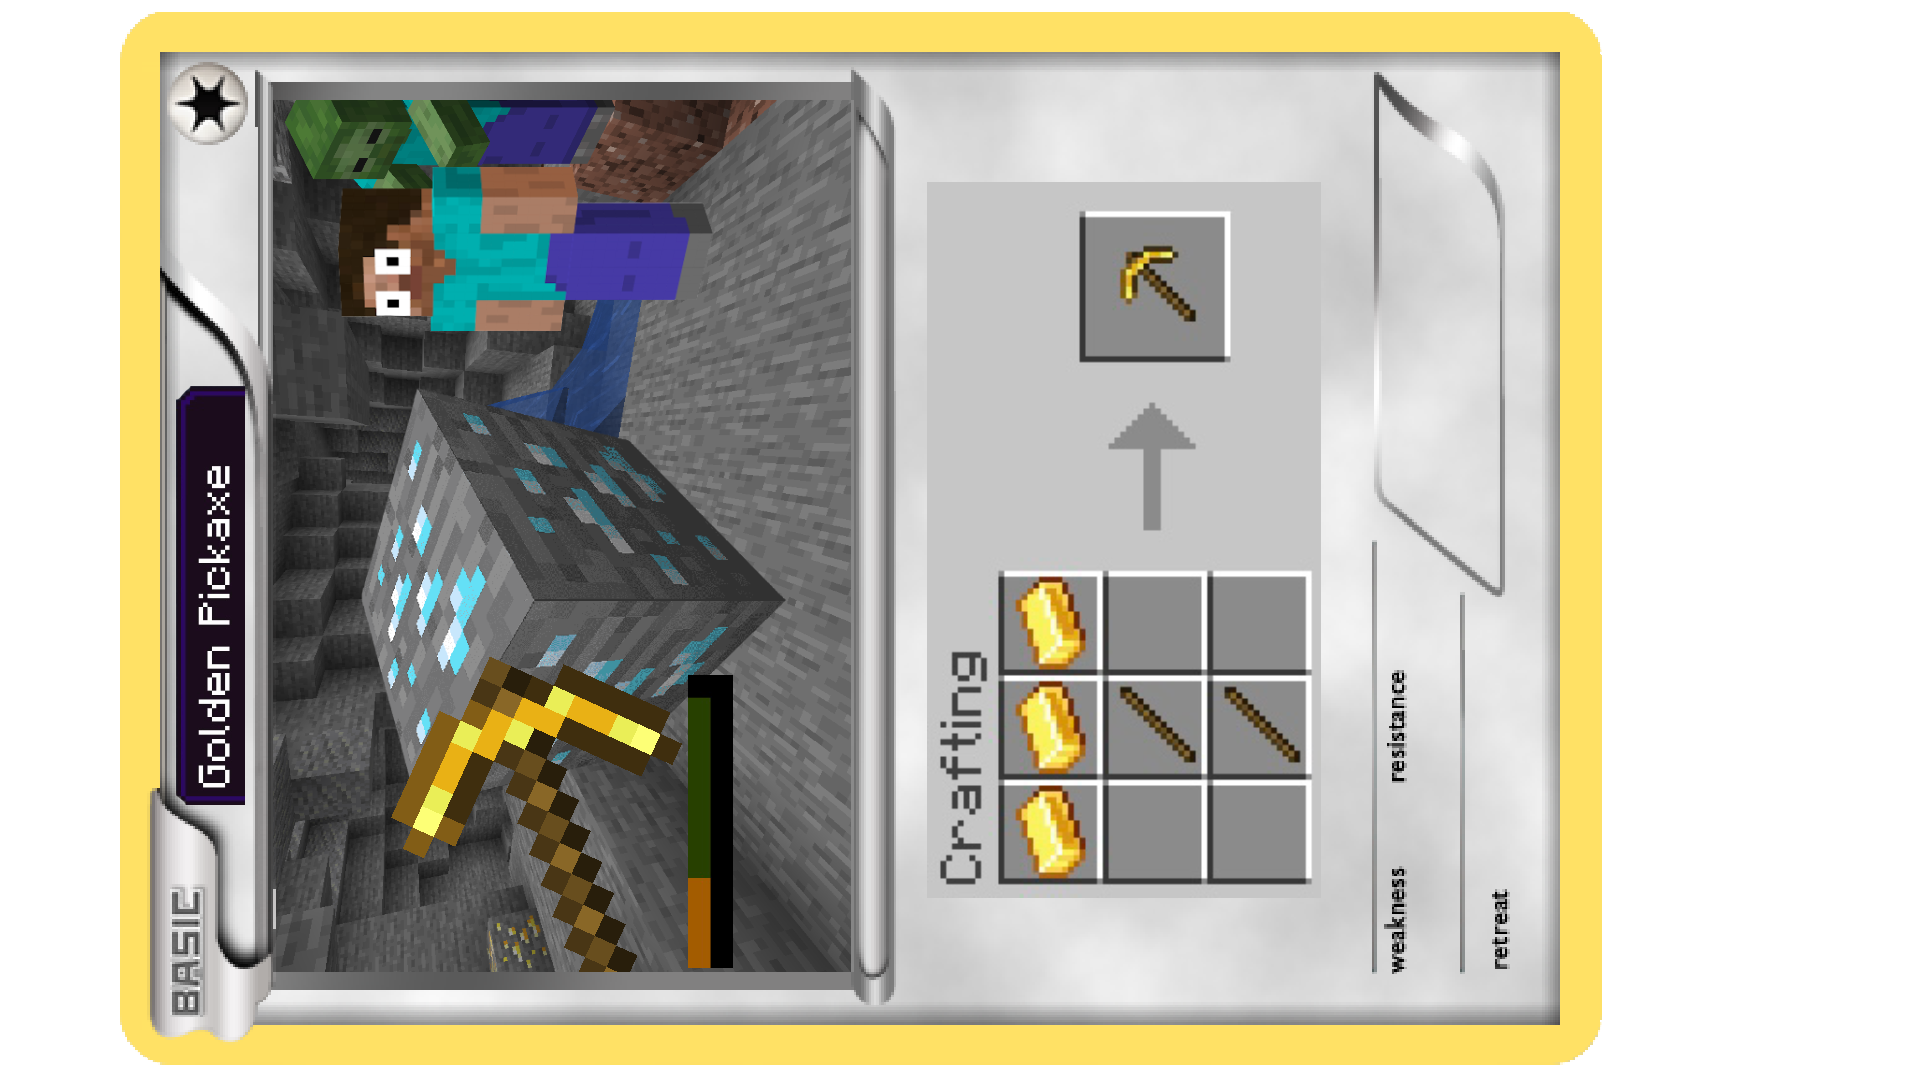 BASIC
Golden Pickaxe
Crafting
weakness
resistance
retreat